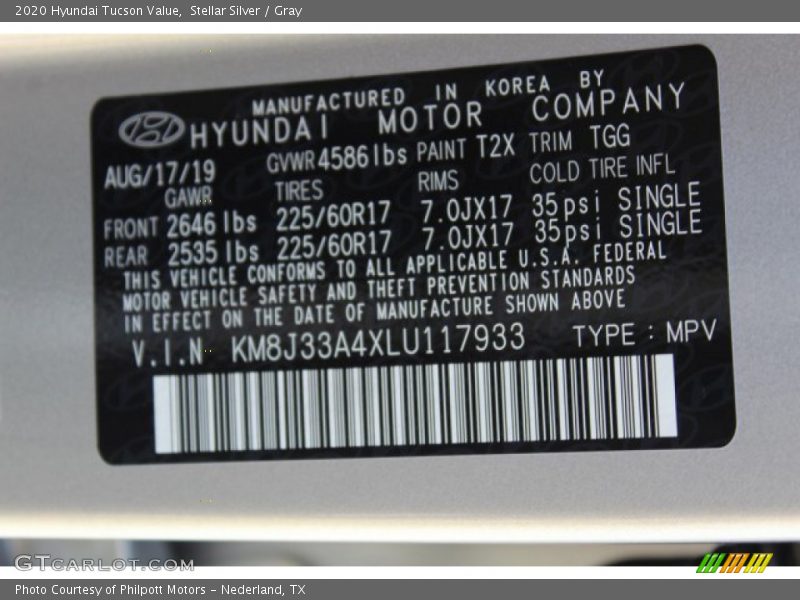 2020 Hyundai Tucson Value, Stellar Silver / Gray
MANUFACTURED IN KOREA BY
HYUNDAI MOTOR COMPANY
AUG/17/19 GVWR 4586lbs PAINT T2X TRIM TGG
GAWR TIRES RIMS COLD TIRE INFL
FRONT 2646 lbs 225/60R17 7.0JX17 35psi SINGLE
REAR 2535 lbs 225/60R17 7.0JX17 35psi SINGLE
THIS VEHICLE CONFORMS TO ALL APPLICABLE U.S.A. FEDERAL
MOTOR VEHICLE SAFETY AND THEFT PREVENTION STANDARDS
IN EFFECT ON THE DATE OF MANUFACTURE SHOWN ABOVE
V.I.N KM8J33A4XLU117933 TYPE : MPV
GTcarlot.com
Photo Courtesy of Philpott Motors - Nederland, TX